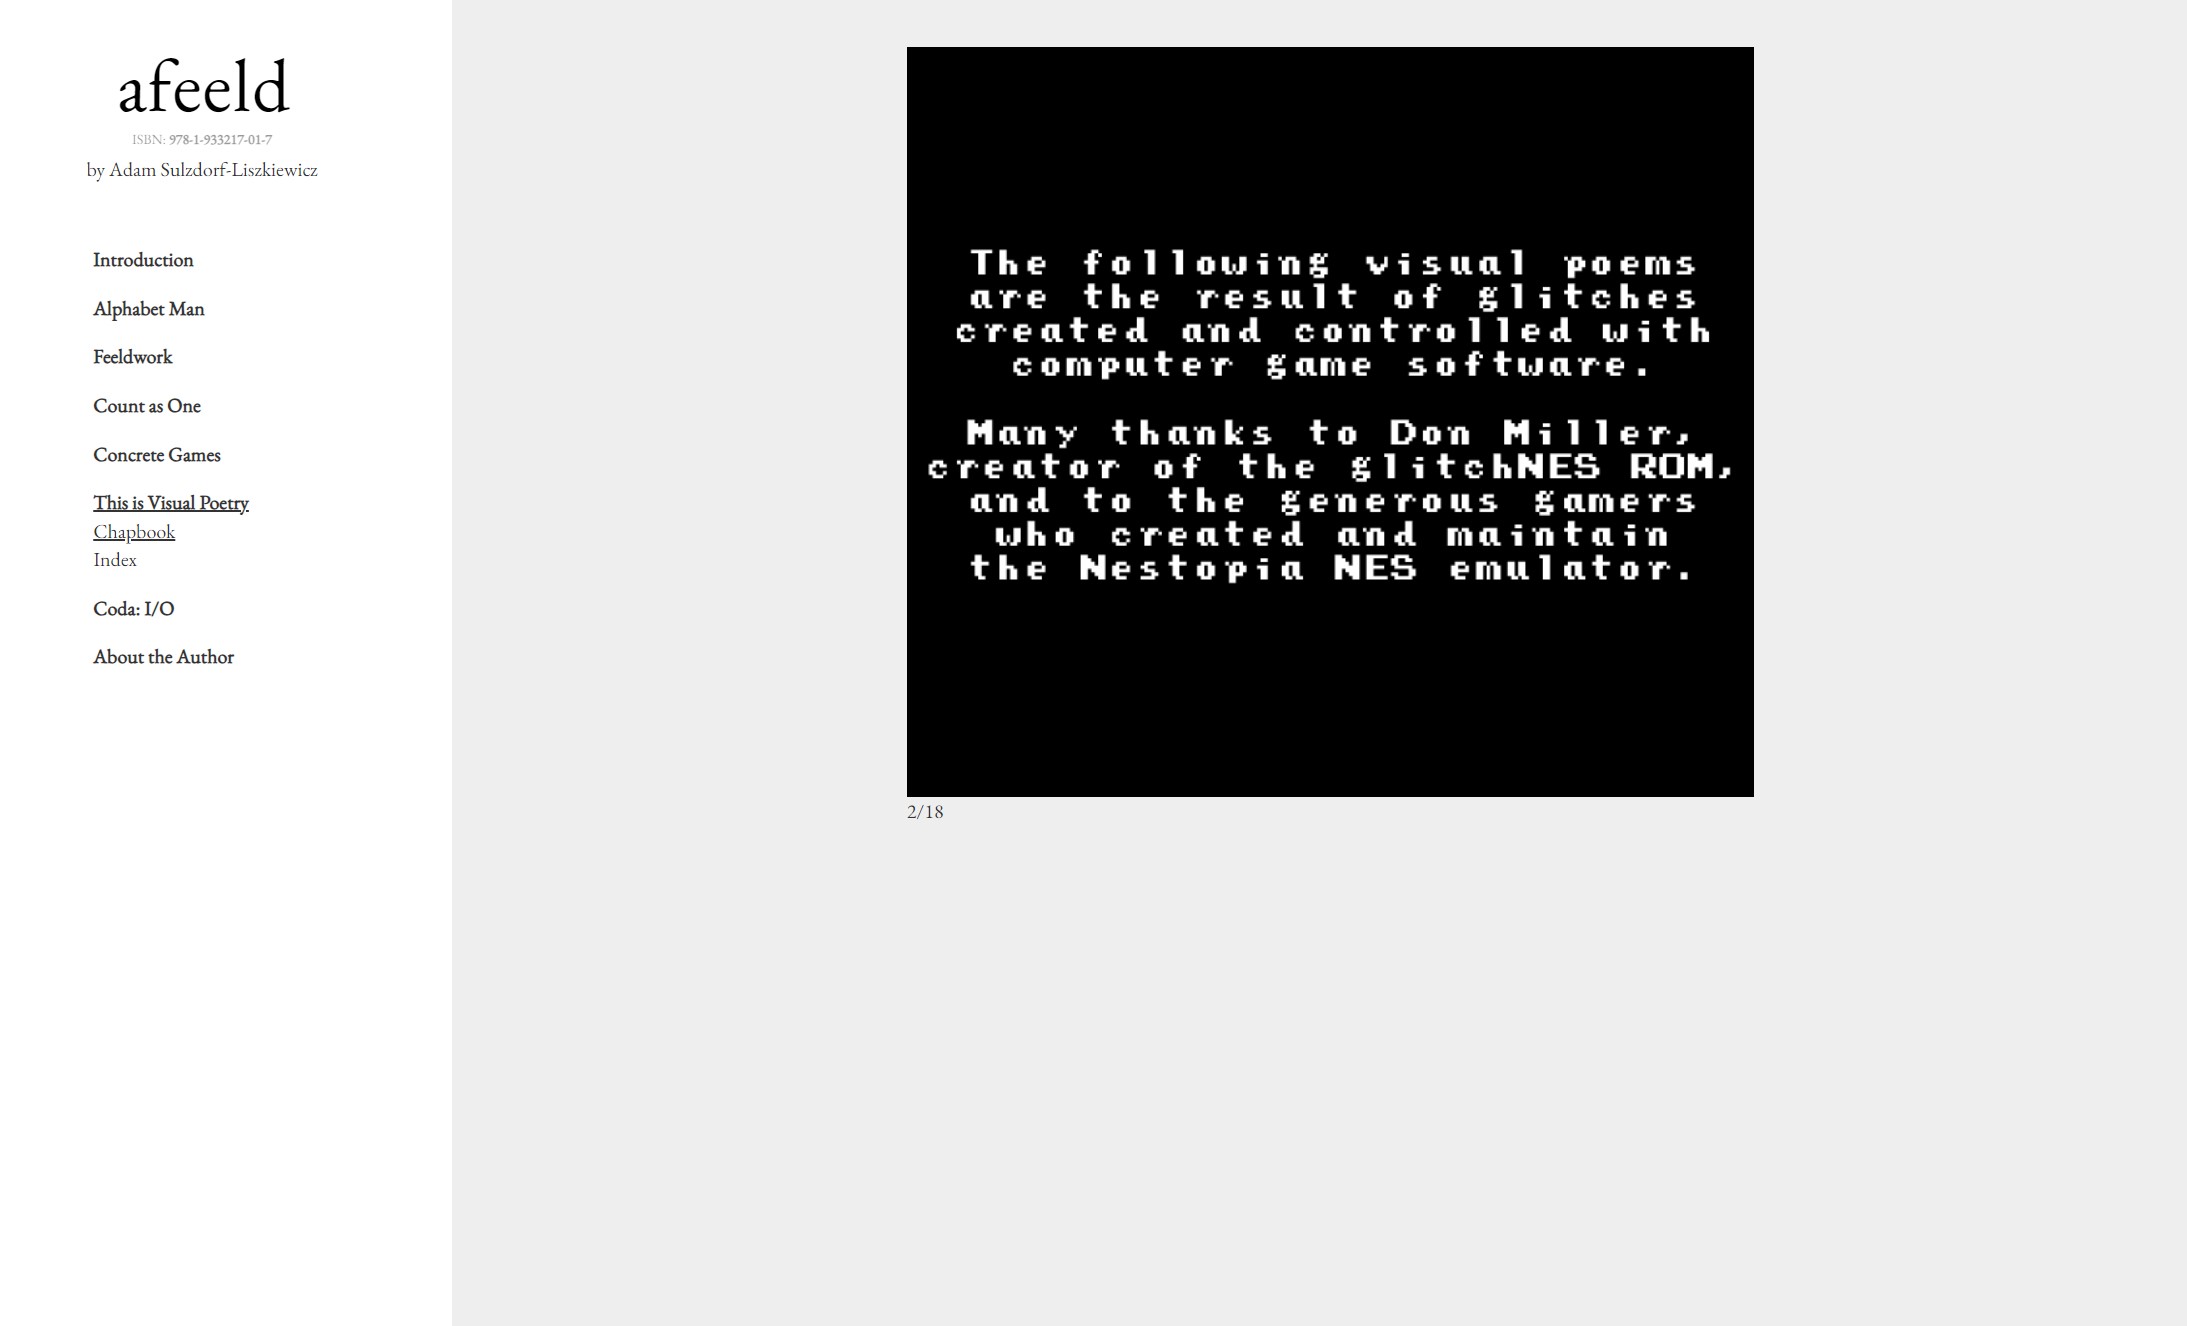 afeeld
ISBN: 978-1-933217-01-7
by Adam Sulzdorf-Liszkiewicz
Introduction
Alphabet Man
Feeldwork
Count as One
Concrete Games
This is Visual Poetry
Chapbook
Index
Coda: I/O
About the Author
The following visual poems
are the result of glitches
created and controlled with
computer game software.
Many thanks to Don Miller,
creator of the glitchNES ROM,
and to the generous gamers
who created and maintain
the Nestopia NES emulator.
2/18